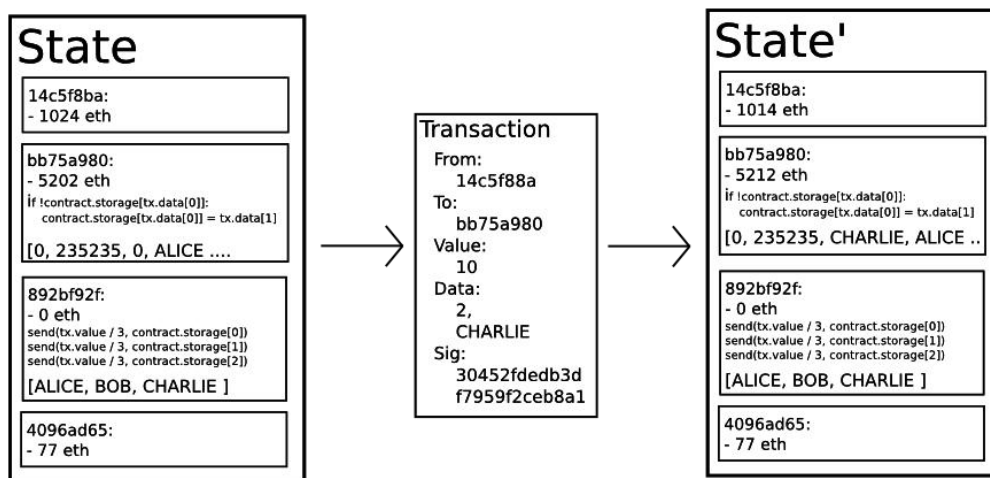 State
14c5f8ba:
- 1024 eth
bb75a980:
- 5202 eth
if !contract.storage[tx.data[0]]:
contract.storage[tx.data[0]] = tx.data[1]
[0, 235235, 0, ALICE ....
892bf92f:
- 0 eth
send(tx.value / 3, contract.storage[0])
send(tx.value / 3, contract.storage[1])
send(tx.value / 3, contract.storage[2])
[ALICE, BOB, CHARLIE ]
4096ad65:
- 77 eth
Transaction
From:
14c5f88a
To:
bb75a980
Value:
10
Data:
2,
CHARLIE
Sig:
30452fdedb3d
f7959f2ceb8a1
State'
14c5f8ba:
- 1014 eth
bb75a980:
- 5212 eth
if !contract.storage[tx.data[0]]:
contract.storage[tx.data[0]] = tx.data[1]
[0, 235235, CHARLIE, ALICE ..
892bf92f:
- 0 eth
send(tx.value / 3, contract.storage[0])
send(tx.value / 3, contract.storage[1])
send(tx.value / 3, contract.storage[2])
[ALICE, BOB, CHARLIE ]
4096ad65:
- 77 eth